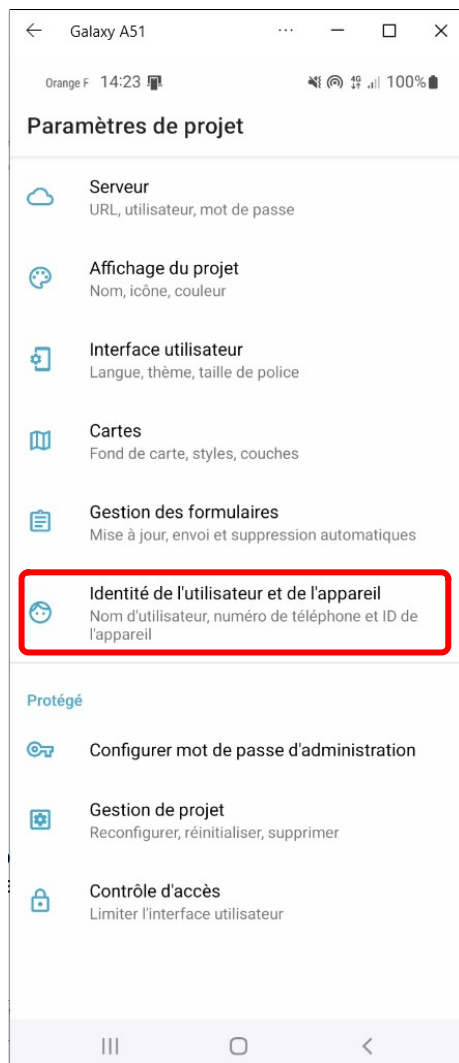 Galaxy A51
Orange F 14:23 100%
Paramètres de projet
Serveur
URL, utilisateur, mot de passe
Affichage du projet
Nom, icône, couleur
Interface utilisateur
Langue, thème, taille de police
Cartes
Fond de carte, styles, couches
Gestion des formulaires
Mise à jour, envoi et suppression automatiques
Identité de l'utilisateur et de l'appareil
Nom d'utilisateur, numéro de téléphone et ID de
l'appareil
Protégé
Configurer mot de passe d'administration
Gestion de projet
Reconfigurer, réinitialiser, supprimer
Contrôle d'accès
Limiter l'interface utilisateur